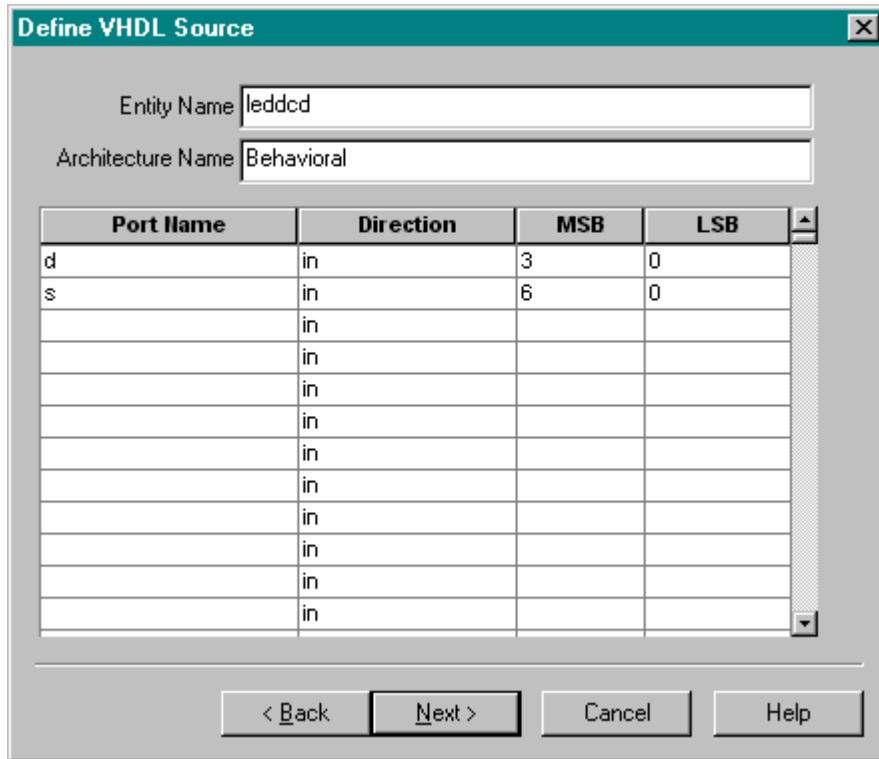 Define VHDL Source
Entity Name leddcd
Architecture Name Behavioral
Port Name Direction MSB LSB
d in 3 0
s in 6 0
in
in
in
in
in
in
in
in
in
in
< Back Next > Cancel Help